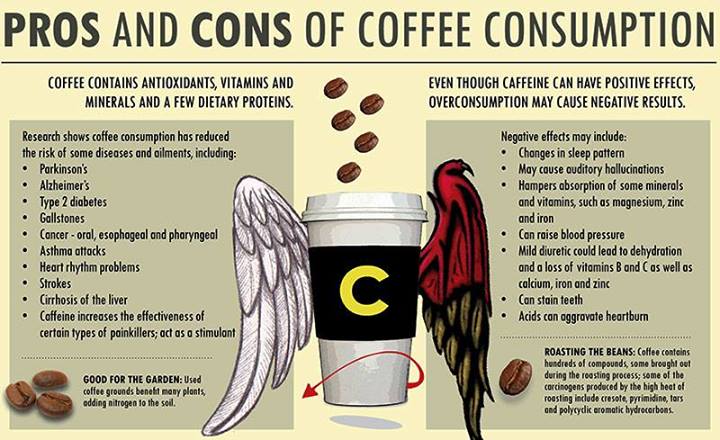 PROS AND CONS OF COFFEE CONSUMPTION
COFFEE CONTAINS ANTIOXIDANTS, VITAMINS AND
MINERALS AND A FEW DIETARY PROTEINS.
Research shows coffee consumption has reduced
the risk of some diseases and ailments, including:
• Parkinson's
• Alzheimer's
• Type 2 diabetes
• Gallstones
• Cancer - oral, esophageal and pharyngeal
• Asthma attacks
• Heart rhythm problems
• Strokes
• Cirrhosis of the liver
• Caffeine increases the effectiveness of
certain types of painkillers; act as a stimulant
GOOD FOR THE GARDEN: Used
coffee grounds benefit many plants,
adding nitrogen to the soil.
C
EVEN THOUGH CAFFEINE CAN HAVE POSITIVE EFFECTS,
OVERCONSUMPTION MAY CAUSE NEGATIVE RESULTS.
Negative effects may include:
• Changes in sleep pattern
• May cause auditory hallucinations
• Hampers absorption of some minerals
and vitamins, such as magnesium, zinc
and iron
• Can raise blood pressure
• Mild diuretic could lead to dehydration
and a loss of vitamins B and C as well as
calcium, iron and zinc
• Can stain teeth
• Acids can aggravate heartburn
ROASTING THE BEANS: Coffee contains
hundreds of compounds, some brought out
during the roasting process; some of the
carcinogens produced by the high heat of
roasting include cresote, pyrimidine, tars
and polycyclic aromatic hydrocarbons.